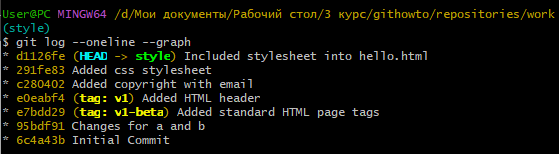 User@PC MINGW64 /d/Мои документы/Рабочий стол/3 курс/githowto/repositories/work
(style)
$ git log --oneline --graph
* d1126fe (HEAD -> style) Included stylesheet into hello.html
* 291fe83 Added css stylesheet
* c280402 Added copyright with email
* e0eabf4 (tag: v1) Added HTML header
* e7bdd29 (tag: v1-beta) Added standard HTML page tags
* 95bdf91 Changes for a and b
* 6c4a43b Initial Commit